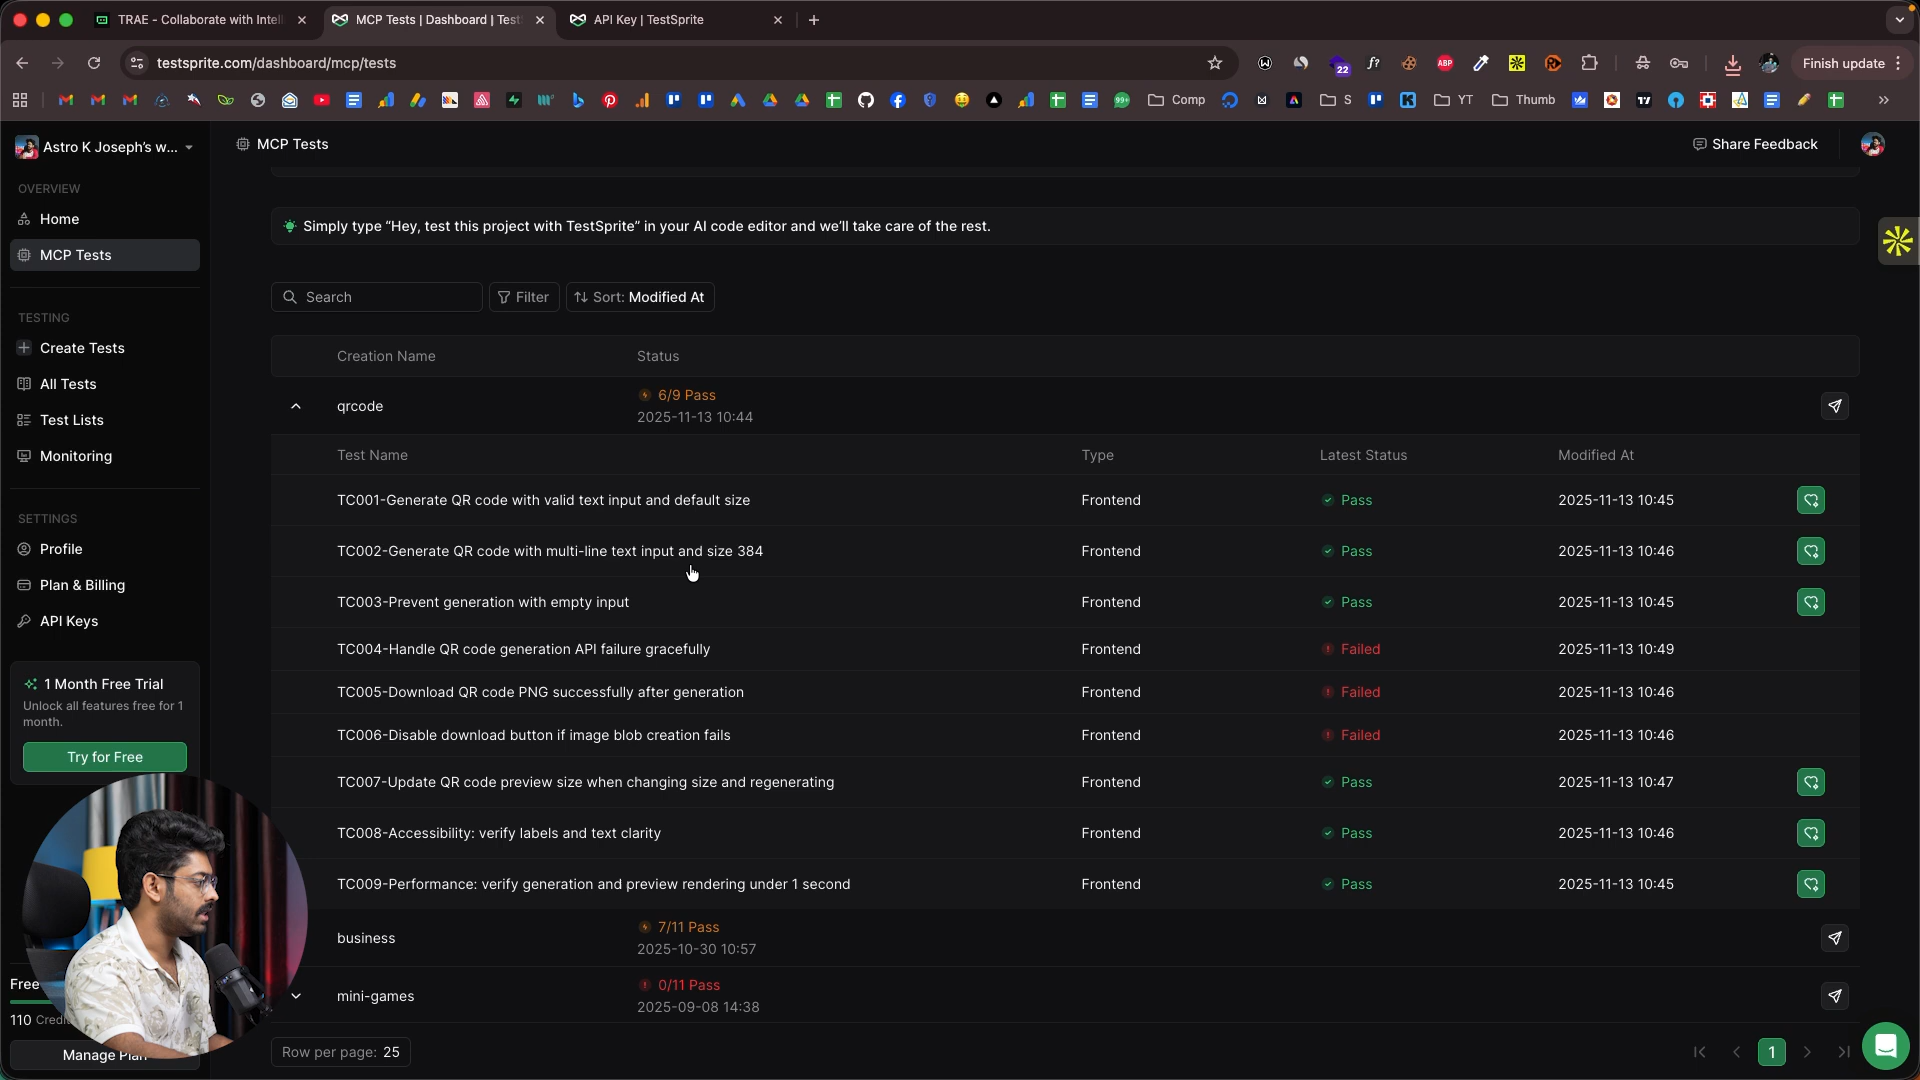 TRAE - Collaborate with Intelli
MCP Tests | Dashboard | Test
API Key | TestSprite
testsprite.com/dashboard/mcp/tests
22
f?
ABP
Finish update
99+
Comp
S
YT
Thumb
Astro K Joseph's w...
MCP Tests
Share Feedback
OVERVIEW
Home
MCP Tests
TESTING
Create Tests
All Tests
Test Lists
Monitoring
SETTINGS
Profile
Plan & Billing
API Keys
1 Month Free Trial
Unlock all features free for 1
month.
Try for Free
Free
110 Credi
Manage Plan
Simply type “Hey, test this project with TestSprite” in your AI code editor and we’ll take care of the rest.
Search
Filter
Sort: Modified At
Creation Name Status
qrcode 6/9 Pass
2025-11-13 10:44
Test Name Type Latest Status Modified At
TC001-Generate QR code with valid text input and default size Frontend Pass 2025-11-13 10:45
TC002-Generate QR code with multi-line text input and size 384 Frontend Pass 2025-11-13 10:46
TC003-Prevent generation with empty input Frontend Pass 2025-11-13 10:45
TC004-Handle QR code generation API failure gracefully Frontend Failed 2025-11-13 10:49
TC005-Download QR code PNG successfully after generation Frontend Failed 2025-11-13 10:46
TC006-Disable download button if image blob creation fails Frontend Failed 2025-11-13 10:46
TC007-Update QR code preview size when changing size and regenerating Frontend Pass 2025-11-13 10:47
TC008-Accessibility: verify labels and text clarity Frontend Pass 2025-11-13 10:46
TC009-Performance: verify generation and preview rendering under 1 second Frontend Pass 2025-11-13 10:45
business 7/11 Pass
2025-10-30 10:57
mini-games 0/11 Pass
2025-09-08 14:38
Row per page: 25
1